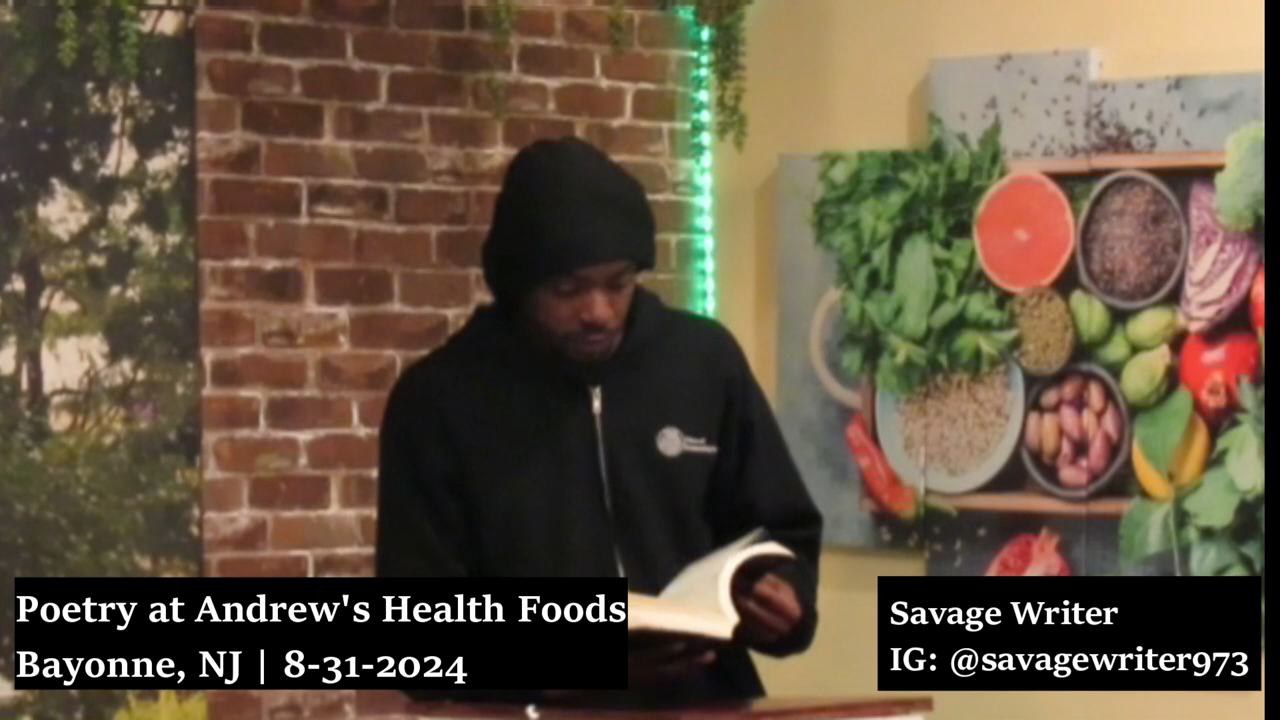 Poetry at Andrew's Health Foods
Bayonne, NJ | 8-31-2024
Savage Writer
IG: @savagewriter973